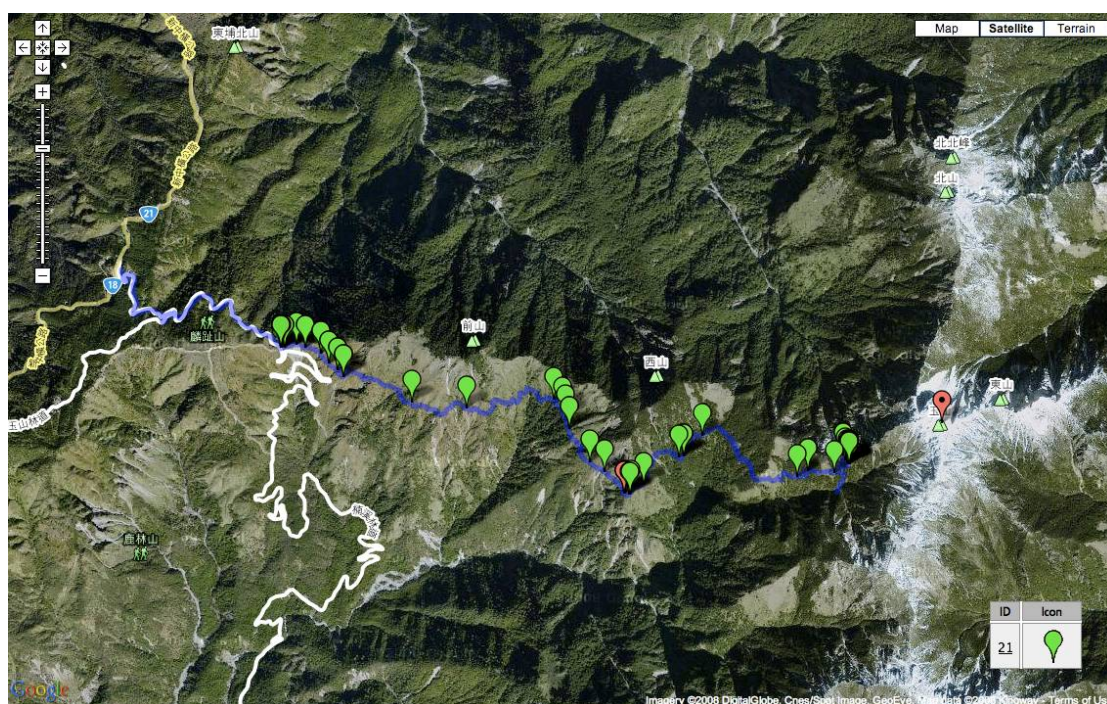 東埔北山
Map
Satellite
Terrain
北北峰
北山
21
18
麟趾山
前山
西山
東山
玉山林道
楠溪林道
鹿林山
ID
Icon
21
Google
Imagery ©2008 DigitalGlobe, Cnes/Spot Image, GeoEye, Map data ©2008 Kingway - Terms of Us